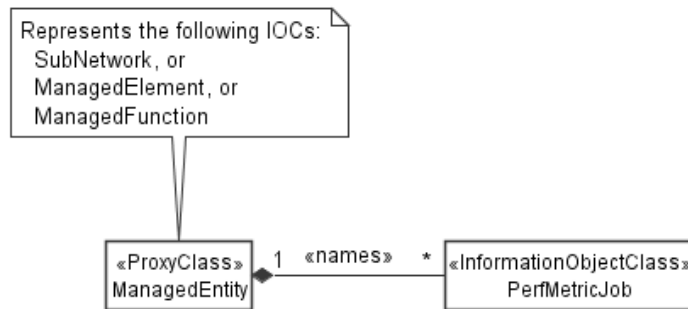 Represents the following IOCs:
SubNetwork, or
ManagedElement, or
ManagedFunction
«ProxyClass»
ManagedEntity
1 «names» *
«InformationObjectClass»
PerfMetricJob